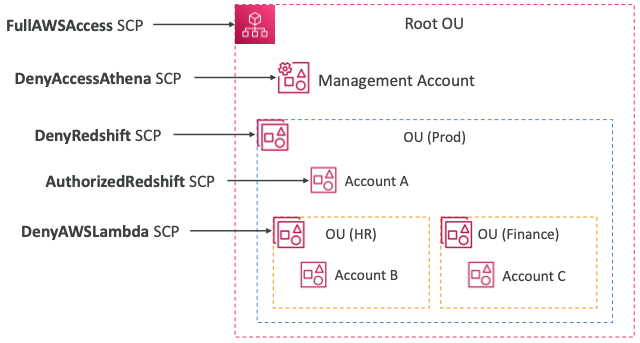 FullAWSAccess SCP
Root OU
DenyAccessAthena SCP
Management Account
DenyRedshift SCP
OU (Prod)
AuthorizedRedshift SCP
Account A
DenyAWSLambda SCP
OU (HR)
OU (Finance)
Account B
Account C